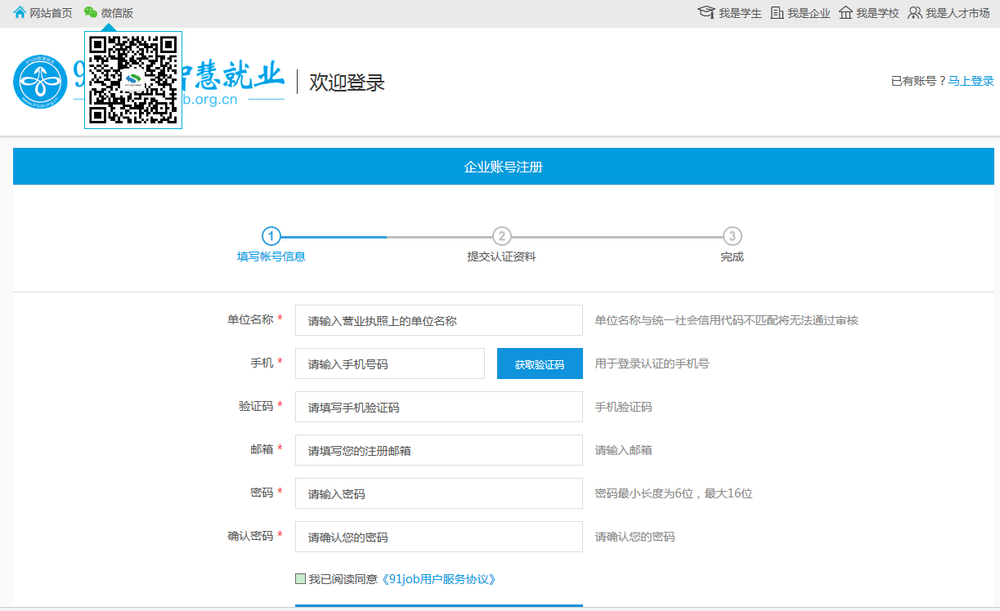 网站首页 微信版 我是学生 我是企业 我是学校 我是人才市场
智慧就业 欢迎登录 已有账号？马上登录
b.org.cn
企业账号注册
1 2 3
填写帐号信息 提交认证资料 完成
单位名称 * 请输入营业执照上的单位名称 单位名称与统一社会信用代码不匹配将无法通过审核
手机 * 请输入手机号码 获取验证码 用于登录认证的手机号
验证码 * 请填写手机验证码 手机验证码
邮箱 * 请填写您的注册邮箱 请输入邮箱
密码 * 请输入密码 密码最小长度为6位，最大16位
确认密码 * 请确认您的密码 请确认您的密码
我已阅读同意《91job用户服务协议》